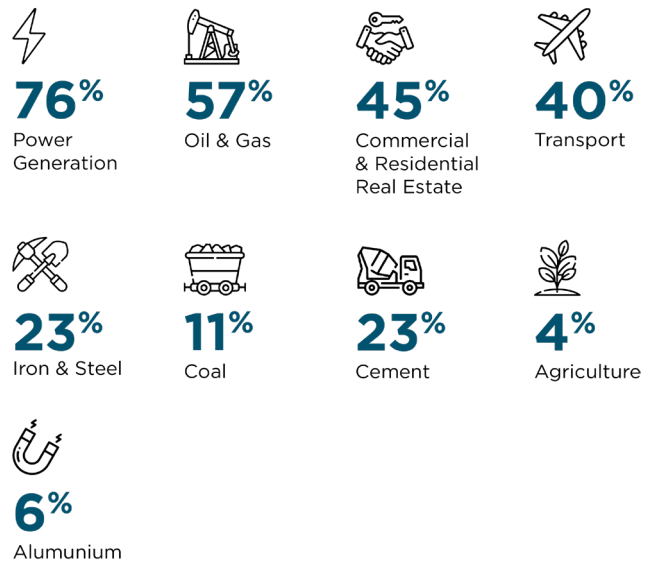 76%
Power
Generation
57%
Oil & Gas
45%
Commercial
& Residential
Real Estate
40%
Transport
23%
Iron & Steel
11%
Coal
23%
Cement
4%
Agriculture
6%
Alumunium